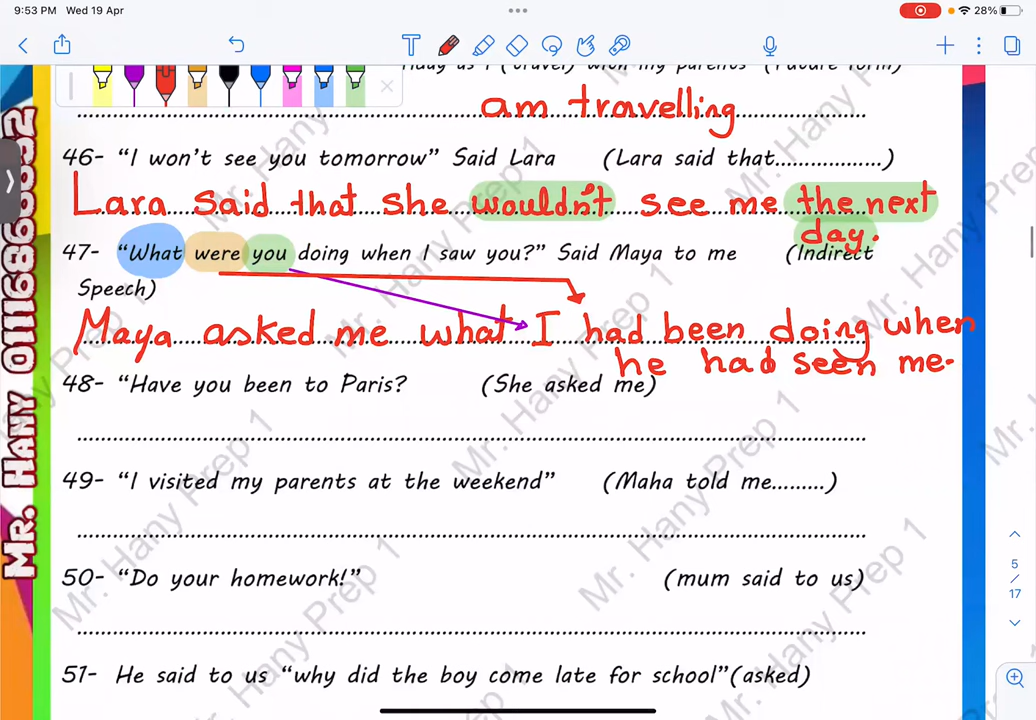 9:53 PM Wed 19 Apr
28%
am travelling
46- “I won’t see you tomorrow” Said Lara (Lara said that.................)
Lara said that she wouldn't see me the next
day.
47- “What were you doing when I saw you?” Said Maya to me (Indirect
Speech)
Maya asked me what I had been doing when
he had seen me.
48- “Have you been to Paris? (She asked me)
49- “I visited my parents at the weekend” (Maha told me.........)
50- “Do your homework!” (mum said to us)
51- He said to us “why did the boy come late for school”(asked)
MR. HANY 01116860852
Mr. Hany Prep 1
5
/
17